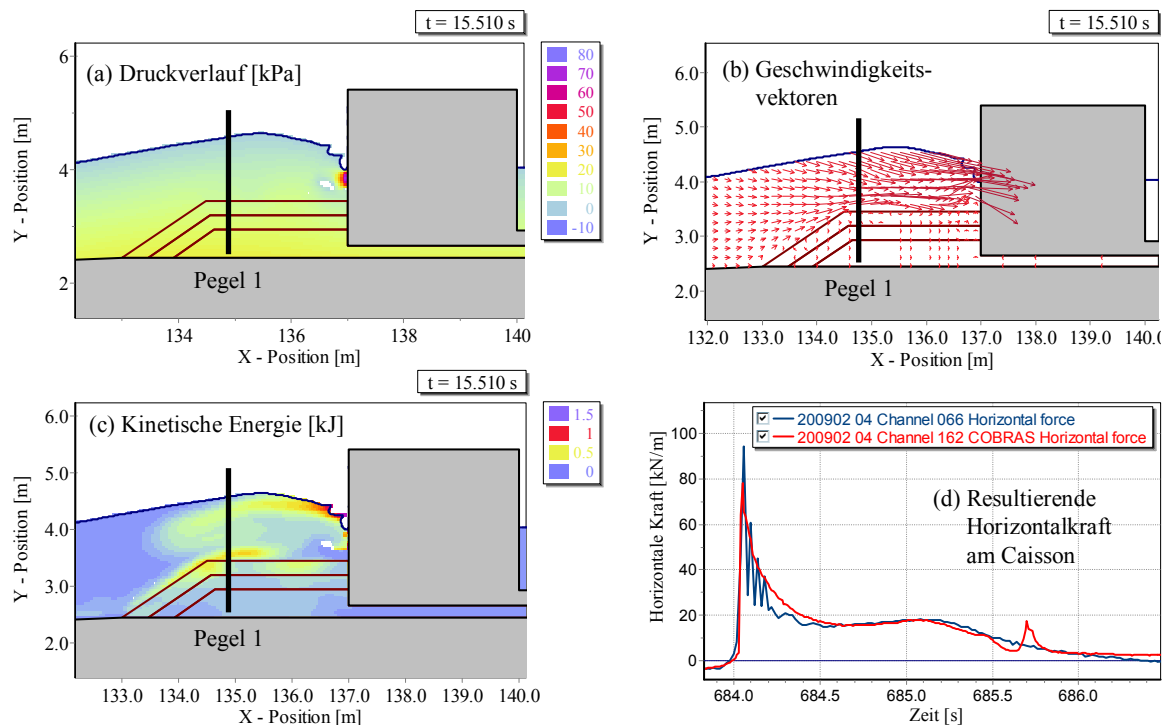 t = 15.510 s
(a) Druckverlauf [kPa]
80
70
60
50
40
30
20
10
0
-10
6
4
2
Y - Position [m]
Pegel 1
134
136
138
140
X - Position [m]
t = 15.510 s
(b) Geschwindigkeits-
vektoren
6.0
5.0
4.0
3.0
2.0
Y - Position [m]
Pegel 1
132.0 133.0 134.0 135.0 136.0 137.0 138.0 139.0 140.0
X - Position [m]
t = 15.510 s
(c) Kinetische Energie [kJ]
1.5
1
0.5
0
6.0
5.0
4.0
3.0
2.0
Y - Position [m]
Pegel 1
133.0 134.0 135.0 136.0 137.0 138.0 139.0 140.0
X - Position [m]
200902 04 Channel 066 Horizontal force
200902 04 Channel 162 COBRAS Horizontal force
100
80
60
40
20
0
Horizontale Kraft [kN/m]
(d) Resultierende
Horizontalkraft
am Caisson
684.0
684.5
685.0
685.5
686.0
Zeit [s]